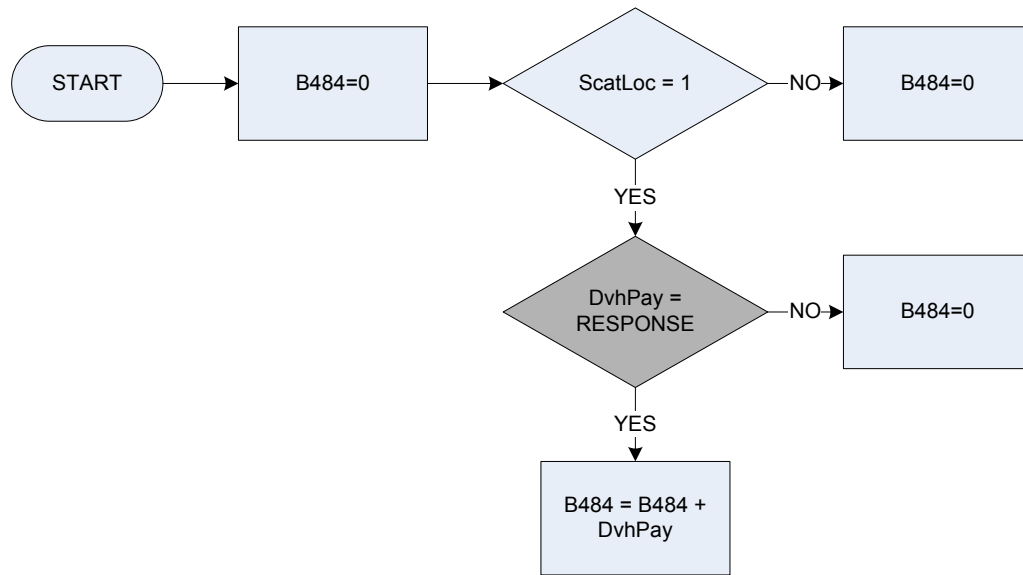 START
B484=0
ScatLoc = 1
NO
B484=0
YES
DvhPay =
RESPONSE
NO
B484=0
YES
B484 = B484 +
DvhPay